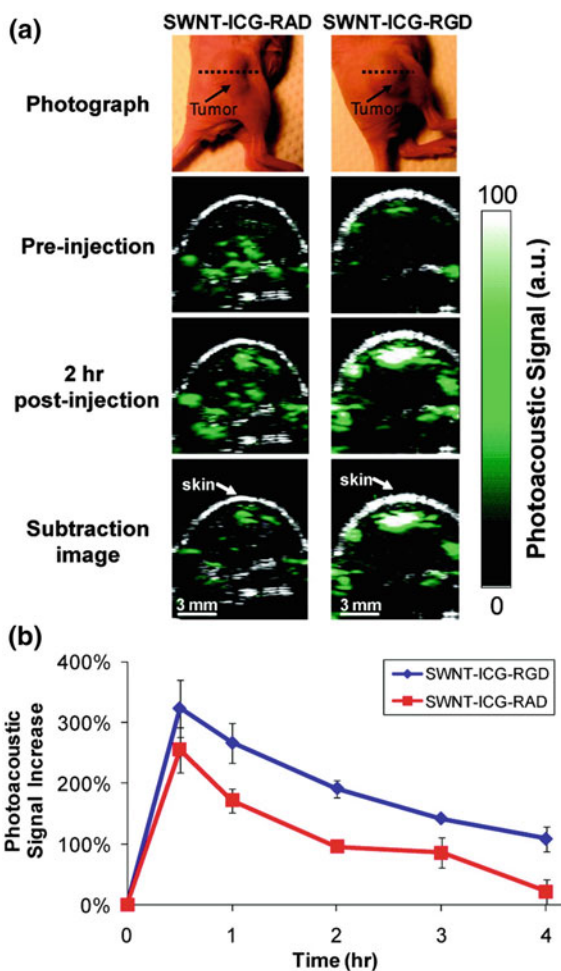 (a)
SWNT-ICG-RAD SWNT-ICG-RGD
Photograph
Tumor
Tumor
Pre-injection
2 hr
post-injection
Subtraction
image
skin
skin
3 mm
3 mm
100
Photoacoustic Signal (a.u.)
0
(b)
400%
300%
200%
100%
0%
Photoacoustic
Signal Increase
SWNT-ICG-RGD
SWNT-ICG-RAD
0 1 2 3 4
Time (hr)